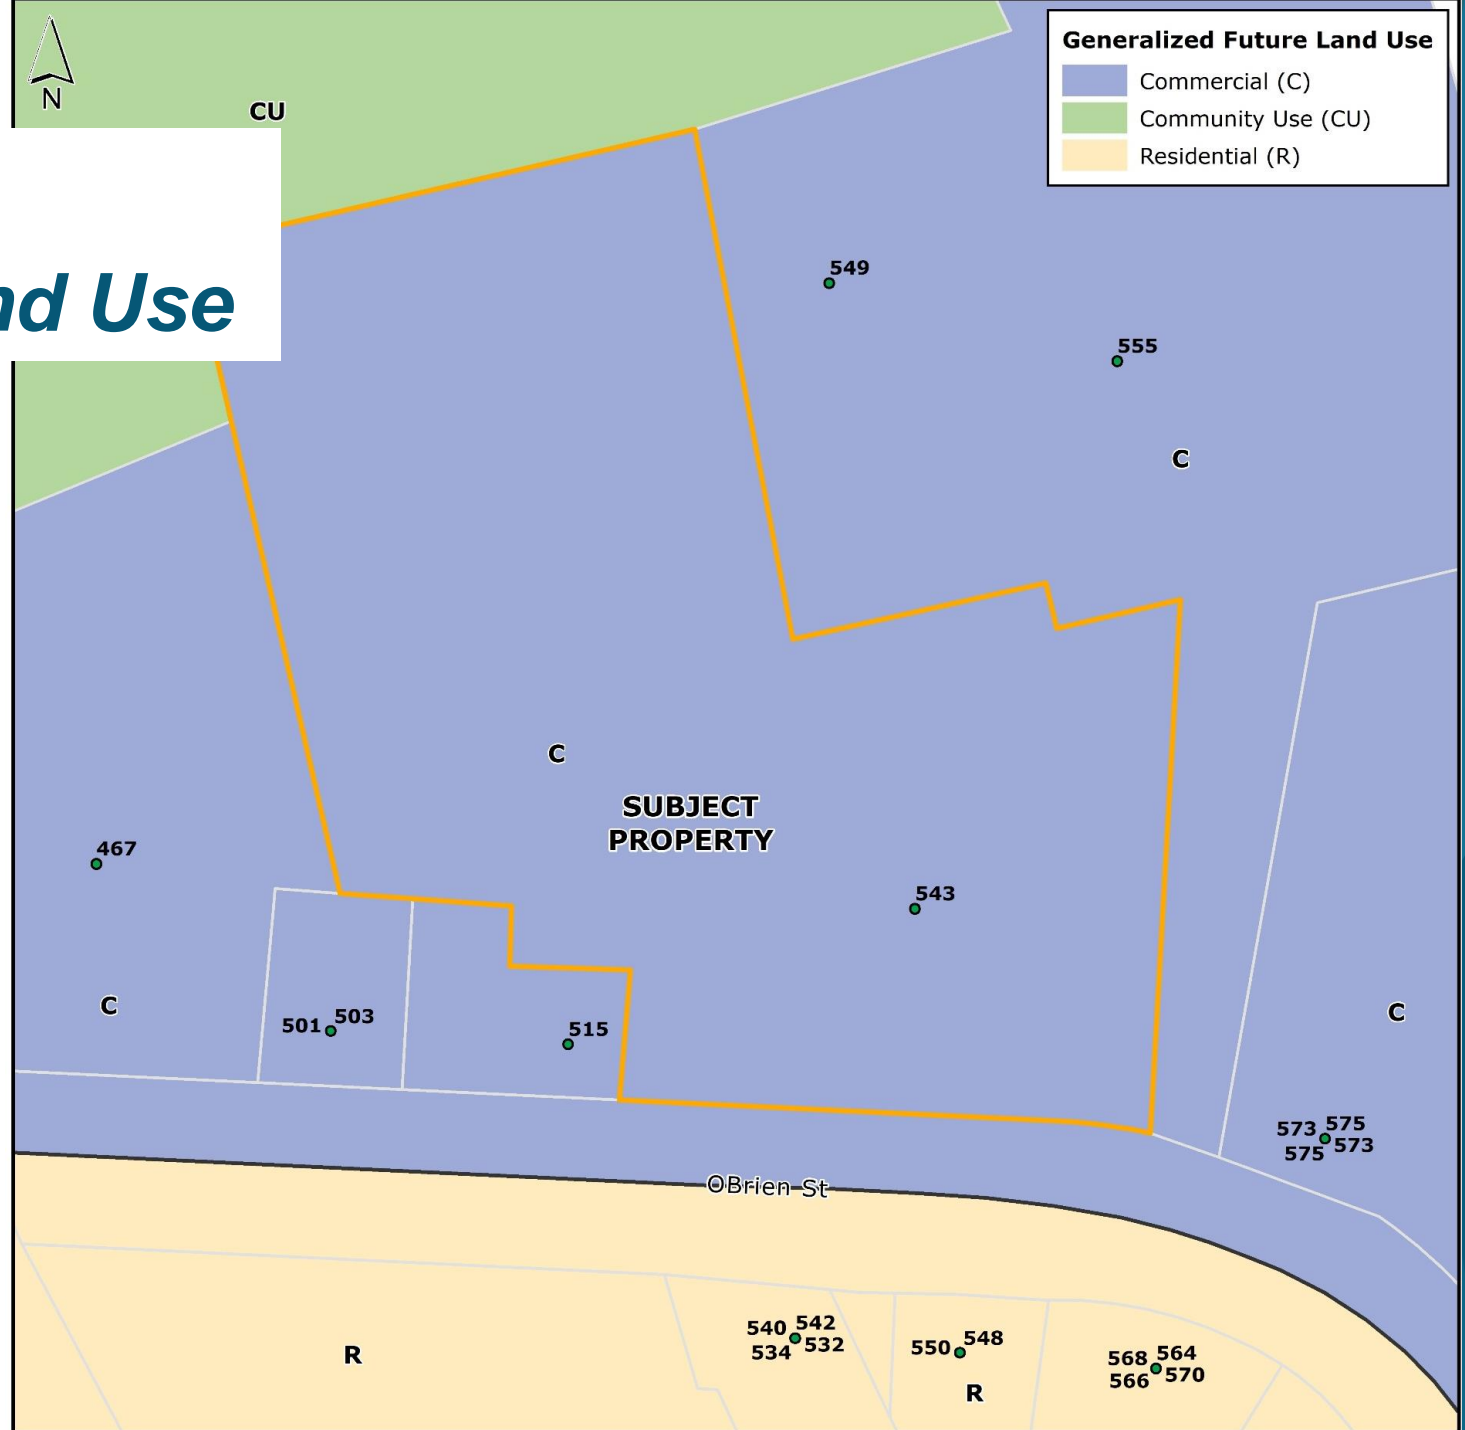 Generalized Future Land Use
Commercial (C)
Community Use (CU)
Residential (R)
N
CU
Use
549
555
C
C
SUBJECT
PROPERTY
467
543
C
501 503
515
C
573 575
575 573
OBrien St
540 542
534 532
550 548
568 564
566 570
R
R